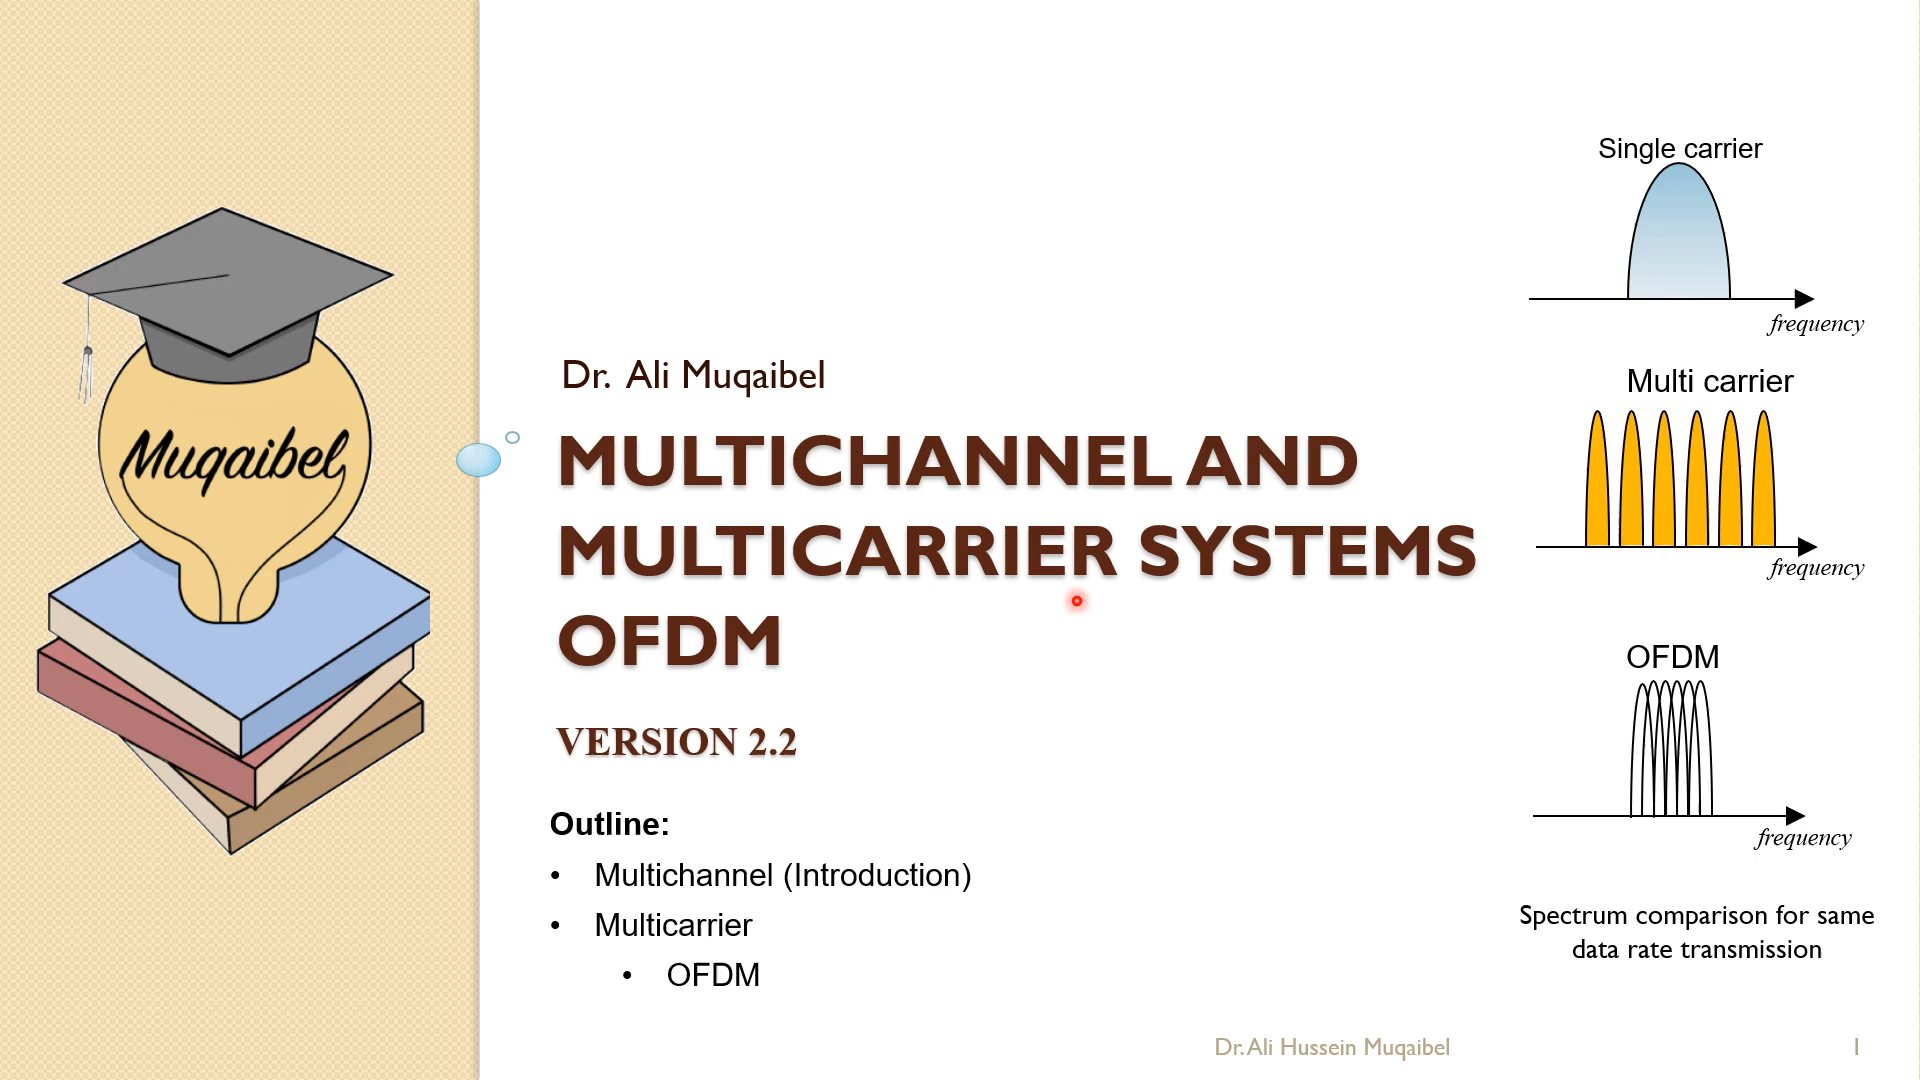 Muqaibel
Dr. Ali Muqaibel
MULTICHANNEL AND
MULTICARRIER SYSTEMS
OFDM
VERSION 2.2
Outline:
• Multichannel (Introduction)
• Multicarrier
• OFDM
Single carrier
frequency
Multi carrier
frequency
OFDM
frequency
Spectrum comparison for same
data rate transmission
Dr. Ali Hussein Muqaibel
1